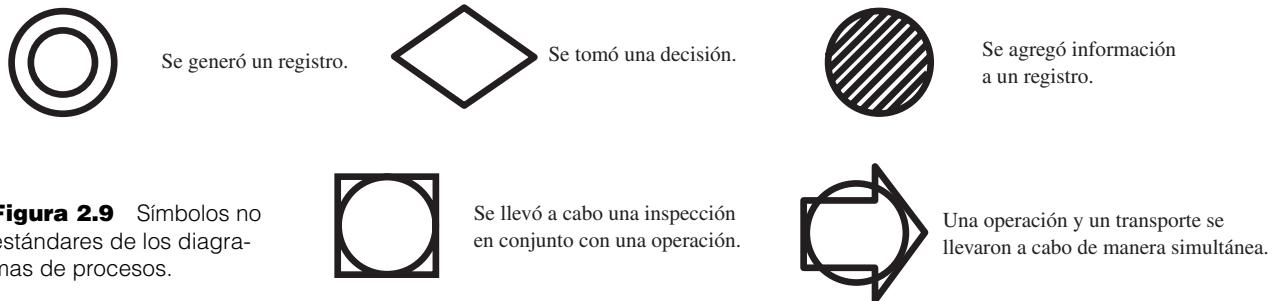 Se generó un registro.
Se tomó una decisión.
Se agregó información
a un registro.
Figura 2.9 Símbolos no
estándares de los diagra-
mas de procesos.
Se llevó a cabo una inspección
en conjunto con una operación.
Una operación y un transporte se
llevaron a cabo de manera simultánea.